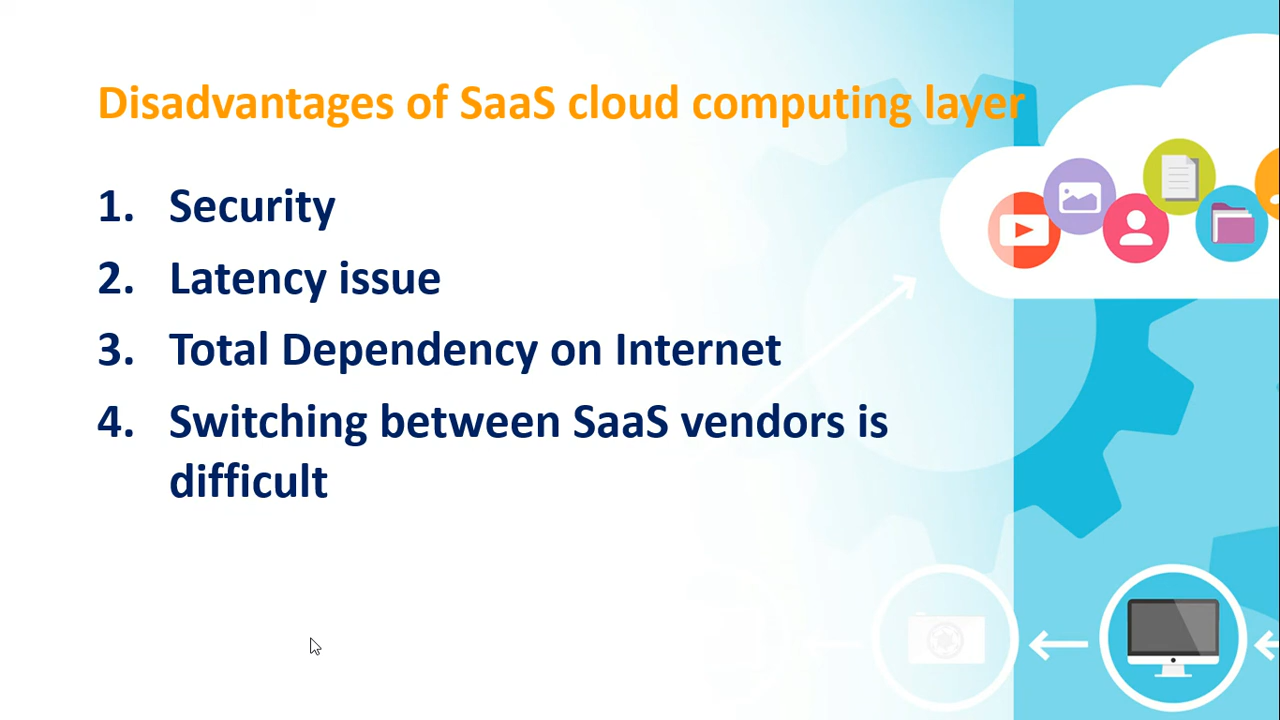 Disadvantages of SaaS cloud computing layer
1. Security
2. Latency issue
3. Total Dependency on Internet
4. Switching between SaaS vendors is
difficult